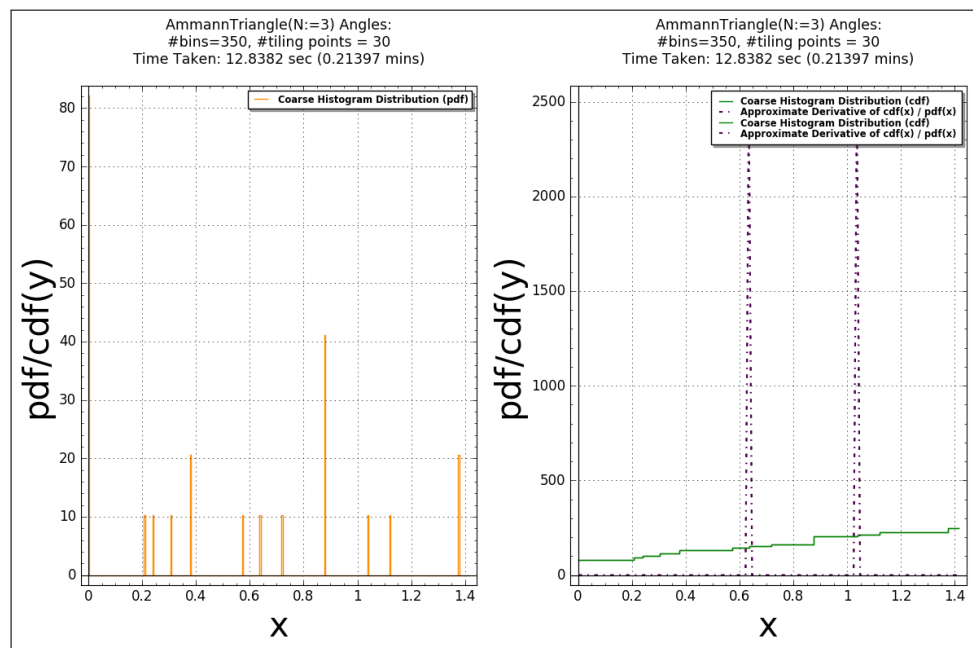 AmmannTriangle(N:=3) Angles:
#bins=350, #tiling points = 30
Time Taken: 12.8382 sec (0.21397 mins)
Coarse Histogram Distribution (pdf)
pdf/cdf(y)
80
70
60
50
40
30
20
10
0
0
0.2
0.4
0.6
0.8
1
1.2
1.4
x
AmmannTriangle(N:=3) Angles:
#bins=350, #tiling points = 30
Time Taken: 12.8382 sec (0.21397 mins)
Coarse Histogram Distribution (cdf)
Approximate Derivative of cdf(x) / pdf(x)
Coarse Histogram Distribution (cdf)
Approximate Derivative of cdf(x) / pdf(x)
pdf/cdf(y)
2500
2000
1500
1000
500
0
0
0.2
0.4
0.6
0.8
1
1.2
1.4
x